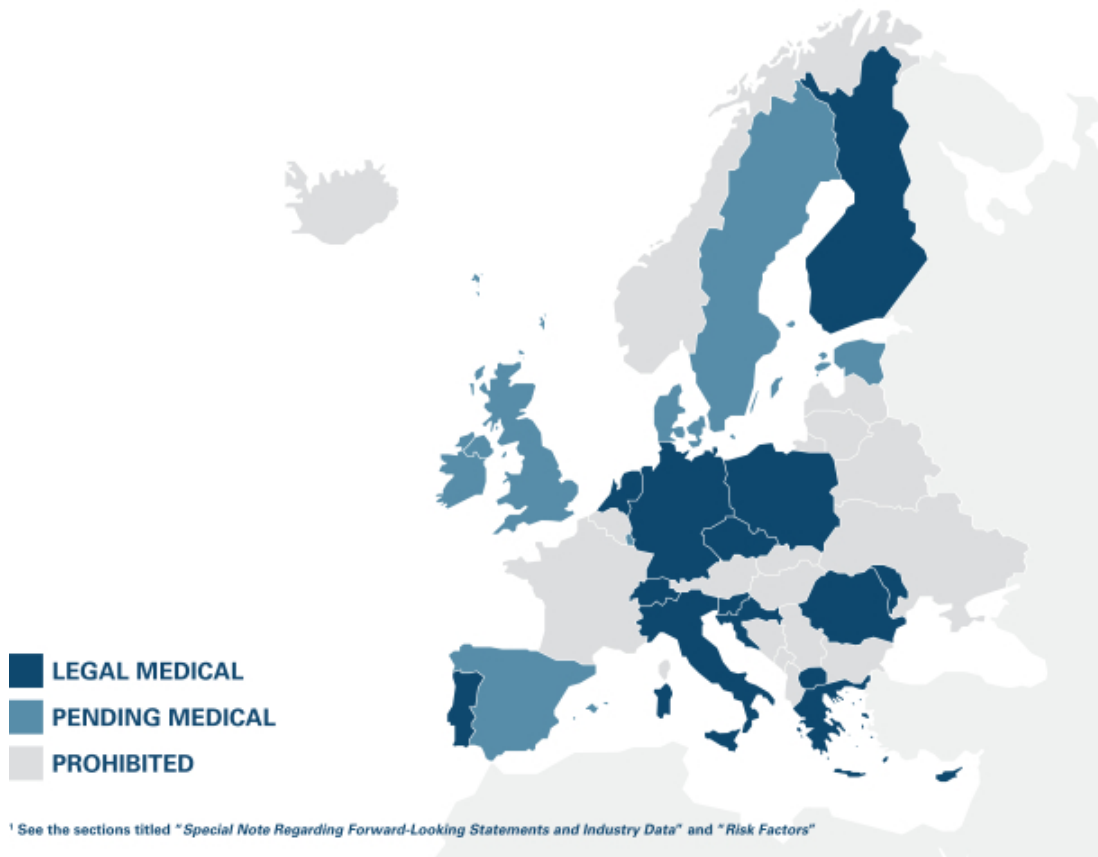 LEGAL MEDICAL
PENDING MEDICAL
PROHIBITED
¹ See the sections titled "Special Note Regarding Forward-Looking Statements and Industry Data" and "Risk Factors"